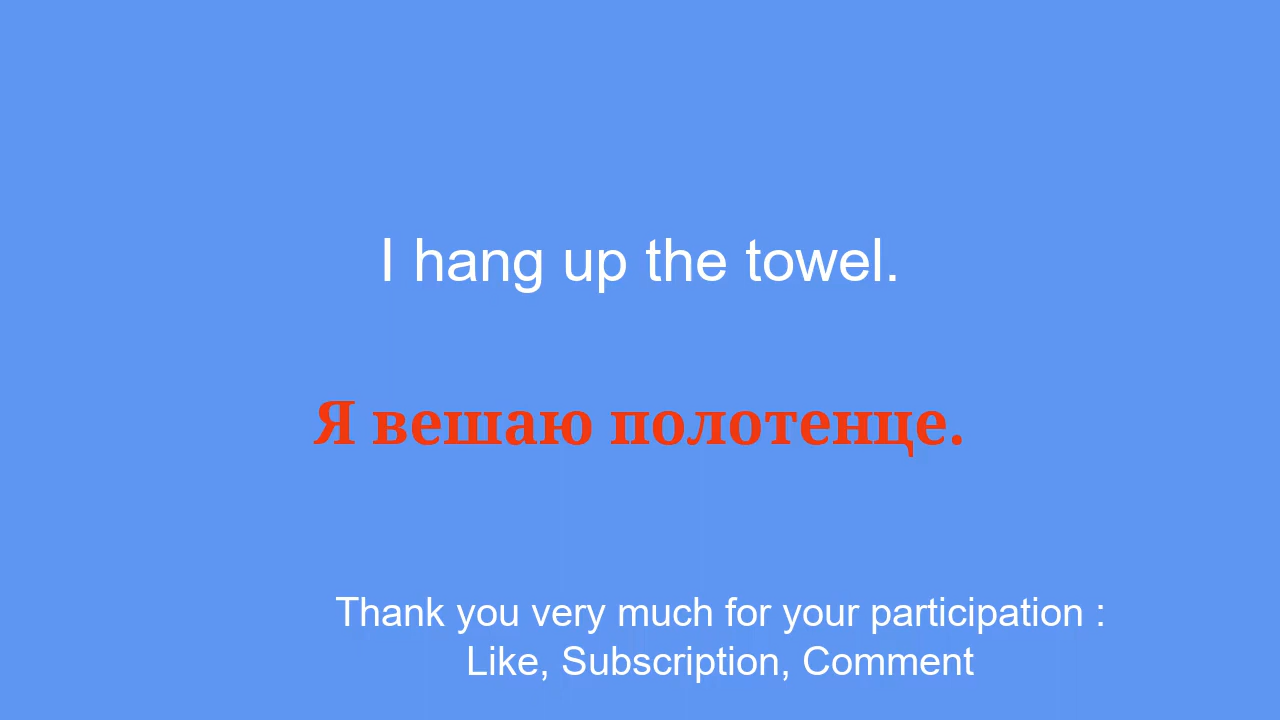 I hang up the towel.
Я вешаю полотенце.
Thank you very much for your participation :
Like, Subscription, Comment